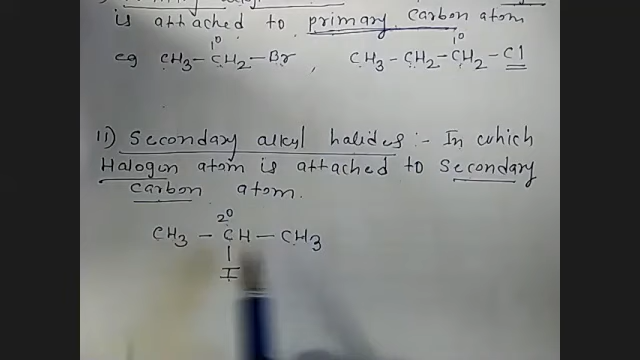 is attached to primary carbon atom
1°
1°
eg CH3-CH2-Br, CH3-CH2-CH2-Cl
11) Secondary alkyl halides:- In which
Halogen atom is attached to Secondary
carbon atom.
2°
CH3-CH-CH3
I